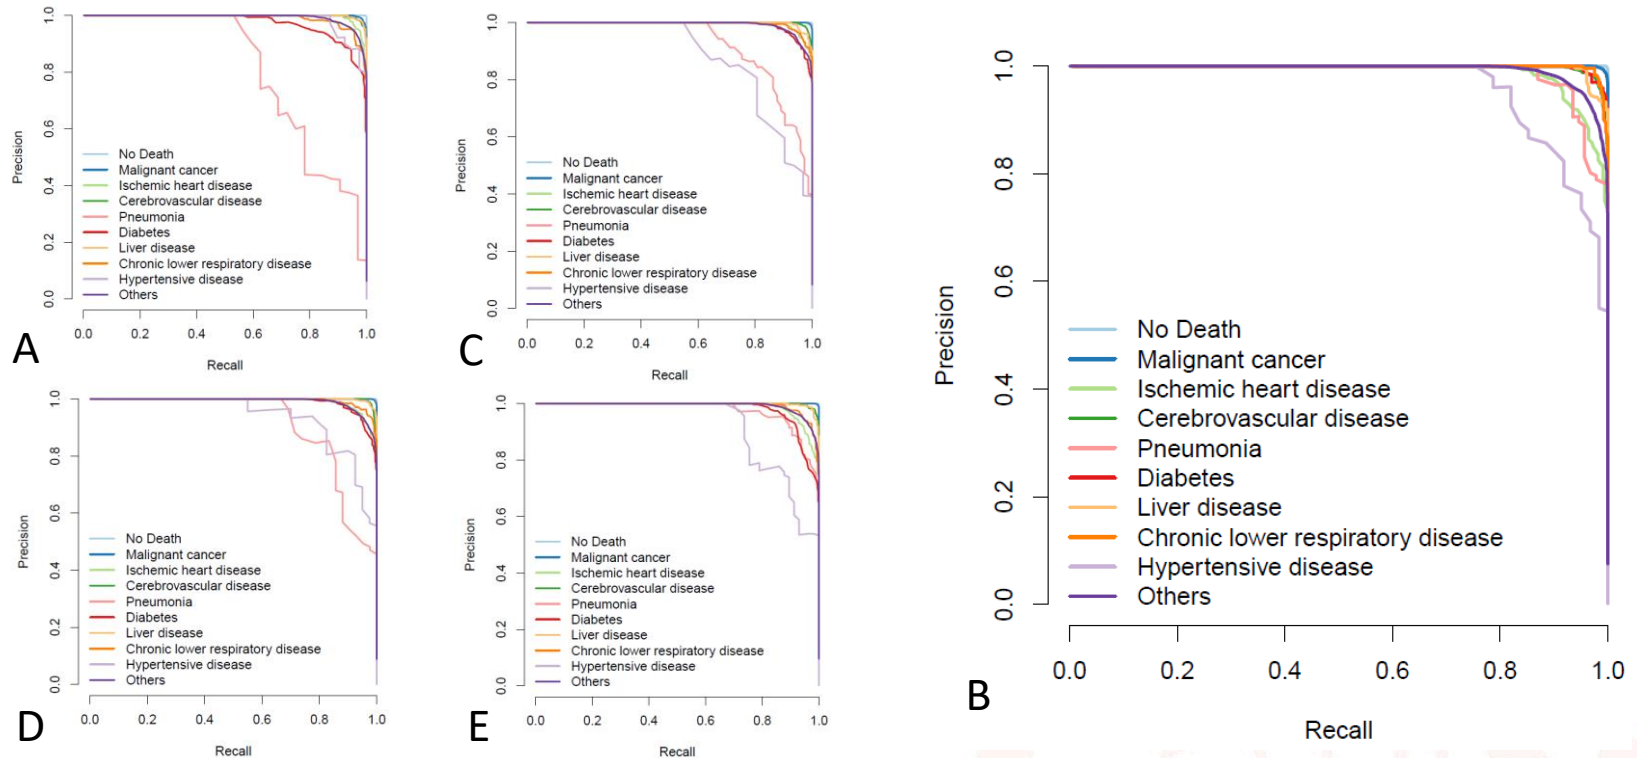 1.0
0.8
0.6
0.4
0.2
0.0
Precision
No Death
Malignant cancer
Ischemic heart disease
Cerebrovascular disease
Pneumonia
Diabetes
Liver disease
Chronic lower respiratory disease
Hypertensive disease
Others
0.0 0.2 0.4 0.6 0.8 1.0
Recall
A
1.0
0.8
0.6
0.4
0.2
0.0
Precision
No Death
Malignant cancer
Ischemic heart disease
Cerebrovascular disease
Pneumonia
Diabetes
Liver disease
Chronic lower respiratory disease
Hypertensive disease
Others
0.0 0.2 0.4 0.6 0.8 1.0
Recall
C
1.0
0.8
0.6
0.4
0.2
0.0
Precision
No Death
Malignant cancer
Ischemic heart disease
Cerebrovascular disease
Pneumonia
Diabetes
Liver disease
Chronic lower respiratory disease
Hypertensive disease
Others
0.0 0.2 0.4 0.6 0.8 1.0
Recall
D
1.0
0.8
0.6
0.4
0.2
0.0
Precision
No Death
Malignant cancer
Ischemic heart disease
Cerebrovascular disease
Pneumonia
Diabetes
Liver disease
Chronic lower respiratory disease
Hypertensive disease
Others
0.0 0.2 0.4 0.6 0.8 1.0
Recall
E
1.0
0.8
0.6
0.4
0.2
0.0
Precision
No Death
Malignant cancer
Ischemic heart disease
Cerebrovascular disease
Pneumonia
Diabetes
Liver disease
Chronic lower respiratory disease
Hypertensive disease
Others
0.0 0.2 0.4 0.6 0.8 1.0
Recall
B